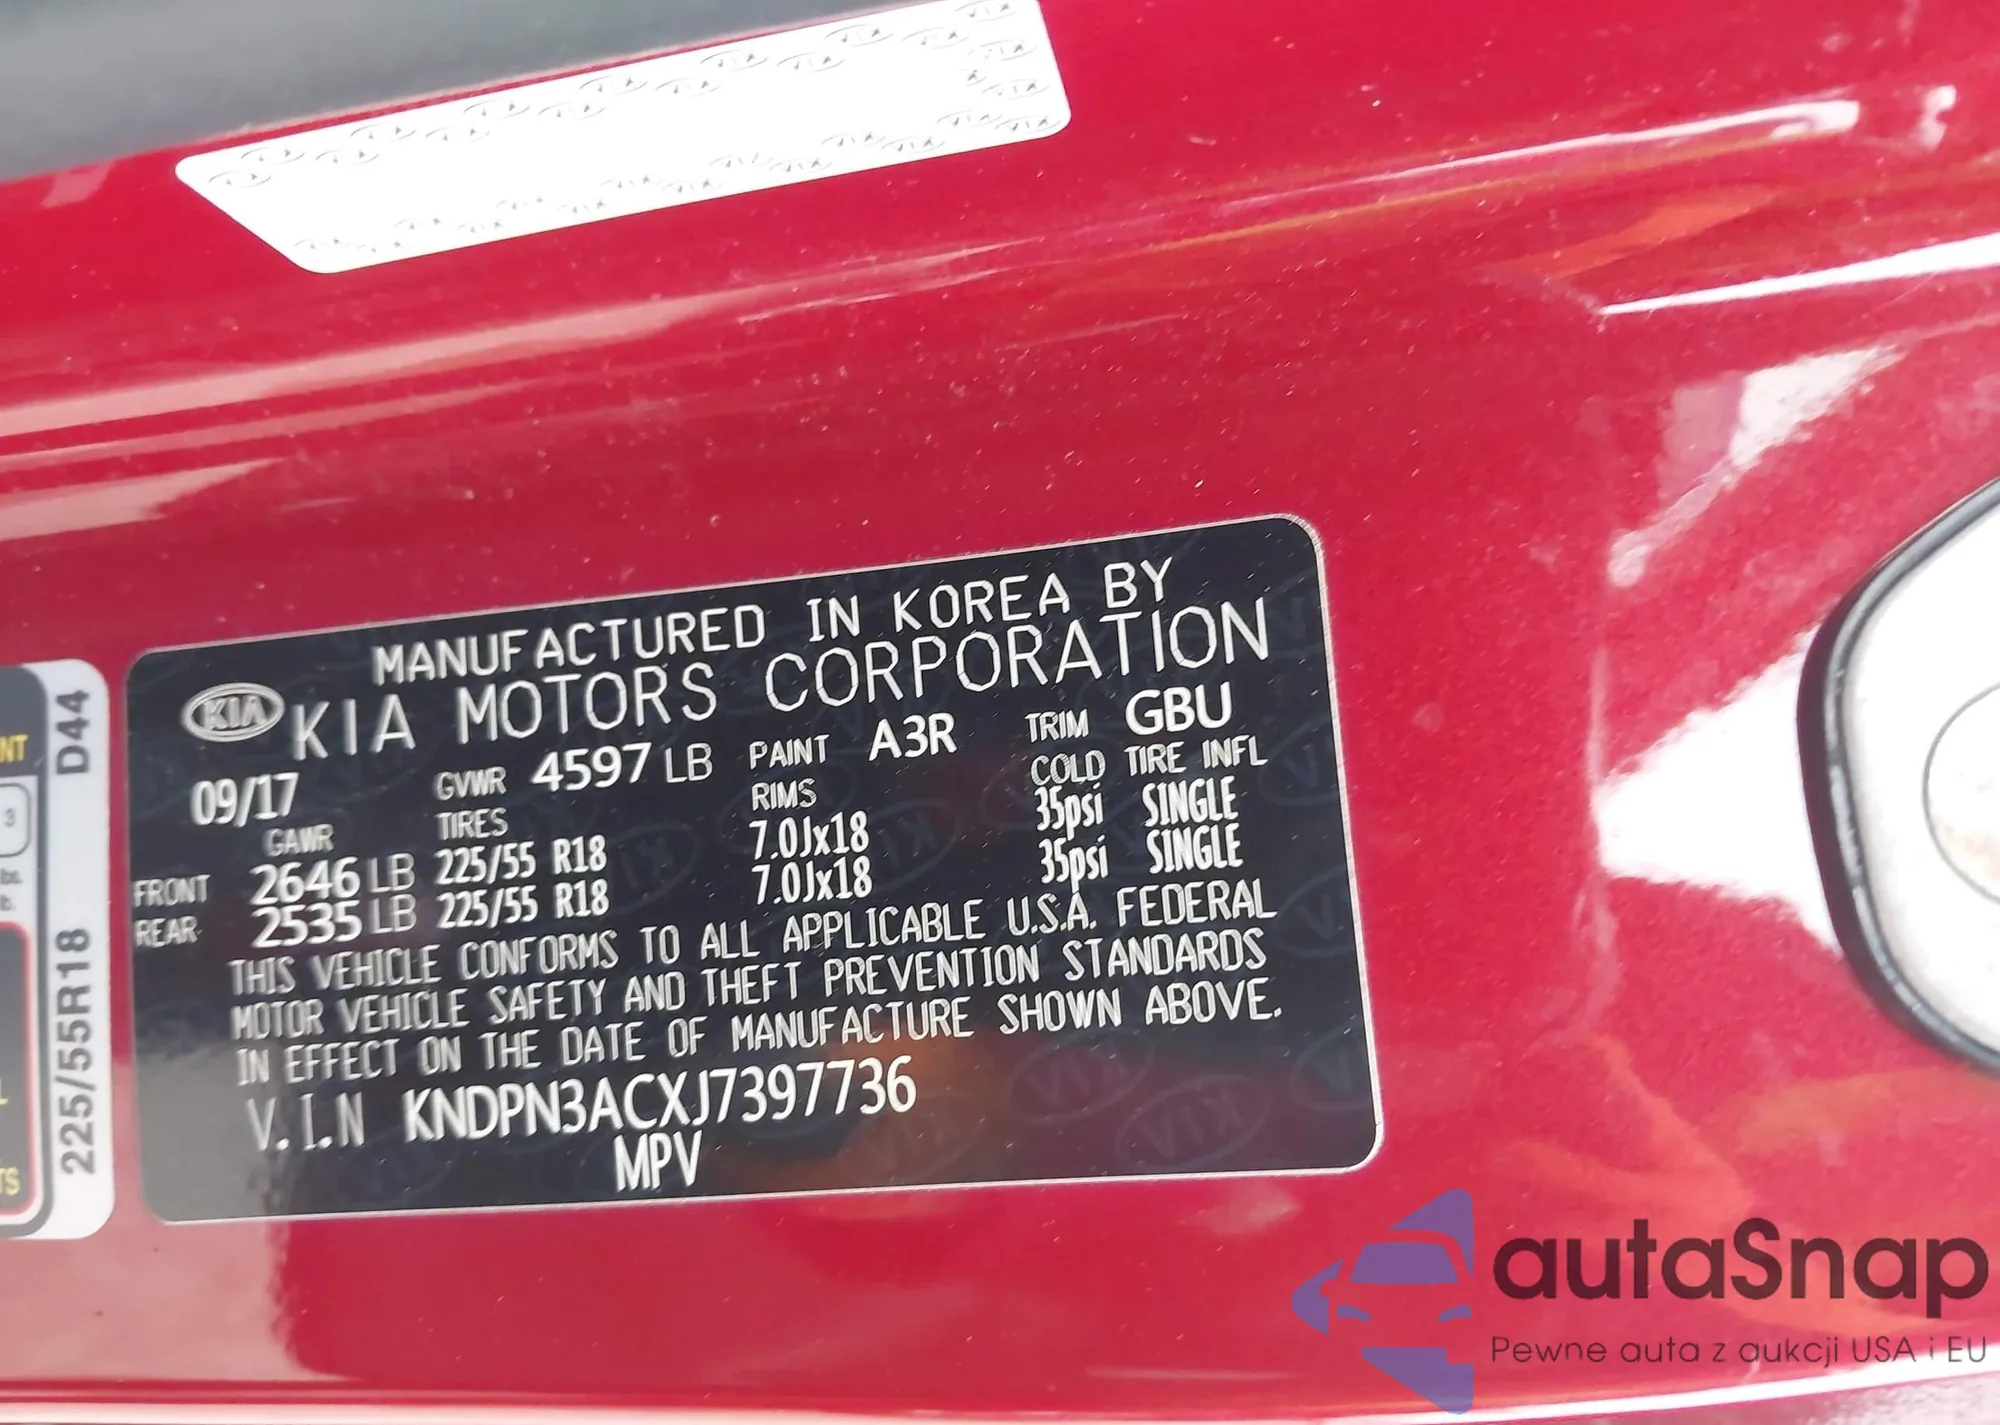 MANUFACTURED IN KOREA BY
KIA KIA MOTORS CORPORATION
09/17 GVWR 4597 LB PAINT A3R TRIM GBU
GAWR TIRES RIMS COLD TIRE INFL
FRONT 2646 LB 225/55 R18 7.0Jx18 35psi SINGLE
REAR 2535 LB 225/55 R18 7.0Jx18 35psi SINGLE
THIS VEHICLE CONFORMS TO ALL APPLICABLE U.S.A. FEDERAL
MOTOR VEHICLE SAFETY AND THEFT PREVENTION STANDARDS
IN EFFECT ON THE DATE OF MANUFACTURE SHOWN ABOVE.
V.I.N KNDPN3ACXJ7397736
MPV
225/55R18 D44
3
lbs.
autaSnap
Pewne auta z aukcji USA i EU